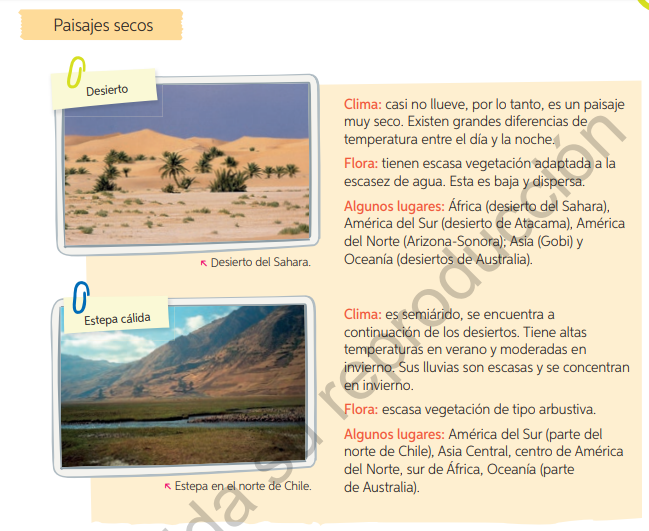 Paisajes secos
Desierto
Clima: casi no llueve, por lo tanto, es un paisaje
muy seco. Existen grandes diferencias de
temperatura entre el día y la noche.
Flora: tienen escasa vegetación adaptada a la
escasez de agua. Esta es baja y dispersa.
Algunos lugares: África (desierto del Sahara),
América del Sur (desierto de Atacama), América
del Norte (Arizona-Sonora); Asia (Gobi) y
Oceanía (desiertos de Australia).
Desierto del Sahara.
Estepa cálida
Clima: es semiárido, se encuentra a
continuación de los desiertos. Tiene altas
temperaturas en verano y moderadas en
invierno. Sus lluvias son escasas y se concentran
en invierno.
Flora: escasa vegetación de tipo arbustiva.
Algunos lugares: América del Sur (parte del
norte de Chile), Asia Central, centro de América
del Norte, sur de África, Oceanía (parte
de Australia).
Estepa en el norte de Chile.
da su reproducción